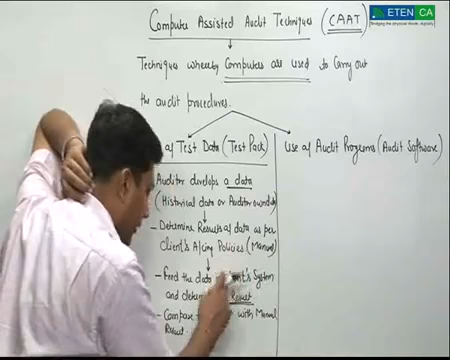 Computer Assisted Audit Techniques (CAAT)
ETEN CA
Techniques whereby Computers are used to Carry out
the audit procedures.
of Test Data (Test Pack)
Use of Audit Programs (Audit Software)
Auditor develops a data
(Historical data or Auditor own data)
- Determine Results of data as per
Client's A/cing Policies (Manual)
- Feed the data System
and Result
- Compare with Manual
Result